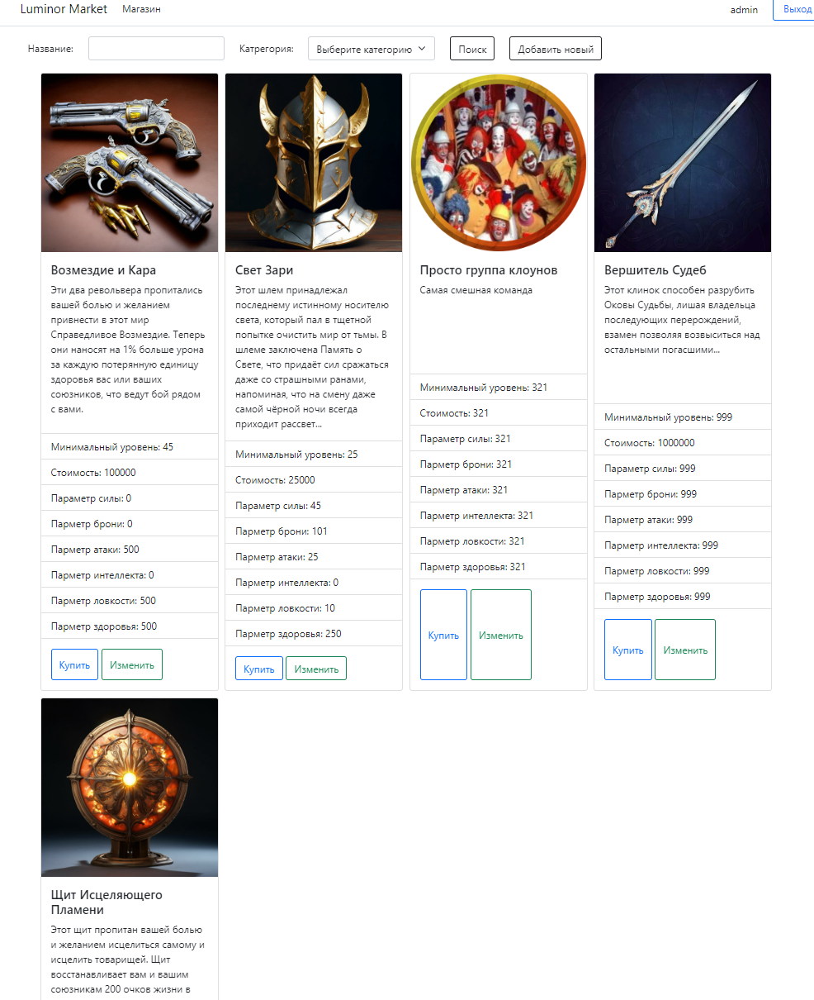 Luminor Market Магазин admin Выход
Название: Катрегория: Выберите категорию Поиск Добавить новый
Возмездие и Кара
Эти два револьвера пропитались
вашей болью и желанием
привнести в этот мир
Справедливое Возмездие. Теперь
они наносят на 1% больше урона
за каждую потерянную единицу
здоровья вас или ваших
союзников, что ведут бой рядом
с вами.
Минимальный уровень: 45
Стоимость: 100000
Параметр силы: 0
Парметр брони: 0
Парметр атаки: 500
Парметр интеллекта: 0
Парметр ловкости: 500
Парметр здоровья: 500
Купить Изменить
Свет Зари
Этот шлем принадлежал
последнему истинному носителю
света, который пал в тщетной
попытке очистить мир от тьмы. В
шлеме заключена Память о
Свете, что придаёт сил сражаться
даже со страшными ранами,
напоминая, что на смену даже
самой чёрной ночи всегда
приходит рассвет...
Минимальный уровень: 25
Стоимость: 25000
Параметр силы: 45
Парметр брони: 101
Парметр атаки: 25
Парметр интеллекта: 0
Парметр ловкости: 10
Парметр здоровья: 250
Купить Изменить
Просто группа клоунов
Самая смешная команда
Минимальный уровень: 321
Стоимость: 321
Параметр силы: 321
Парметр брони: 321
Парметр атаки: 321
Парметр интеллекта: 321
Парметр ловкости: 321
Парметр здоровья: 321
Купить Изменить
Вершитель Судеб
Этот клинок способен разрубить
Оковы Судьбы, лишая владельца
последующих перерождений,
взамен позволяя возвыситься над
остальными погасшими...
Минимальный уровень: 999
Стоимость: 1000000
Параметр силы: 999
Парметр брони: 999
Парметр атаки: 999
Парметр интеллекта: 999
Парметр ловкости: 999
Парметр здоровья: 999
Купить Изменить
Щит Исцеляющего
Пламени
Этот щит пропитан вашей болью
и желанием исцелиться самому и
исцелить товарищей. Щит
восстанавливает вам и вашим
союзникам 200 очков жизни в